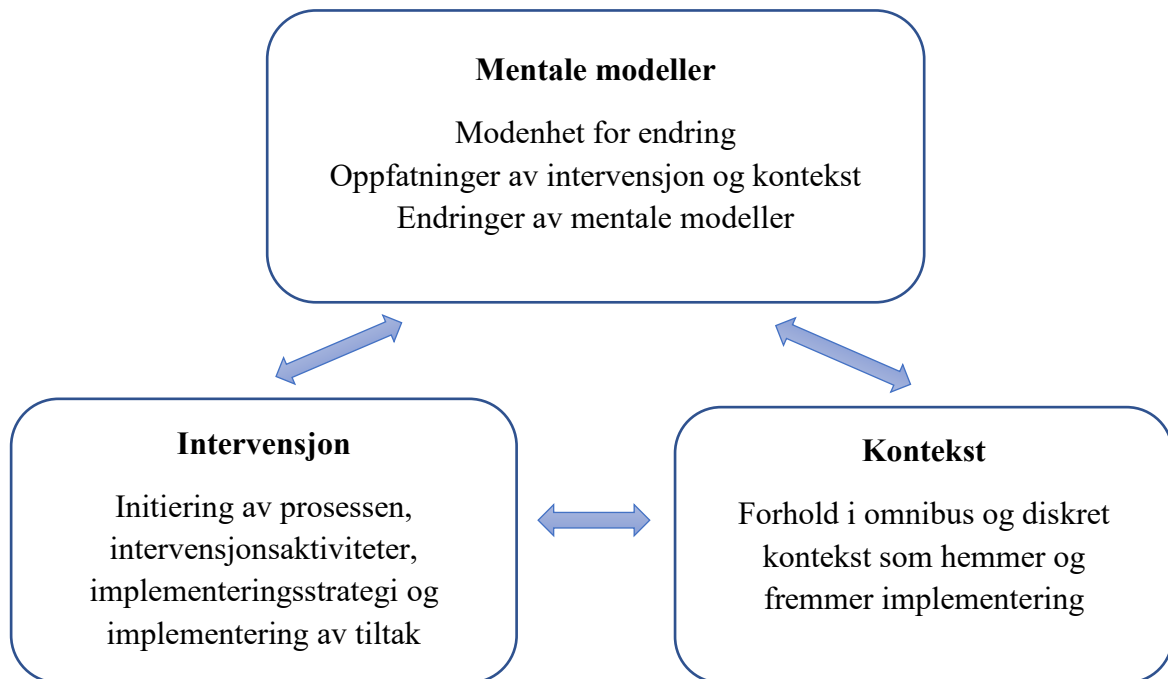 Mentale modeller
Modenhet for endring
Oppfatninger av intervensjon og kontekst
Endringer av mentale modeller
Intervensjon
Initiering av prosessen,
intervensjonsaktiviteter,
implementeringsstrategi og
implementering av tiltak
Kontekst
Forhold i omnibus og diskret
kontekst som hemmer og
fremmer implementering